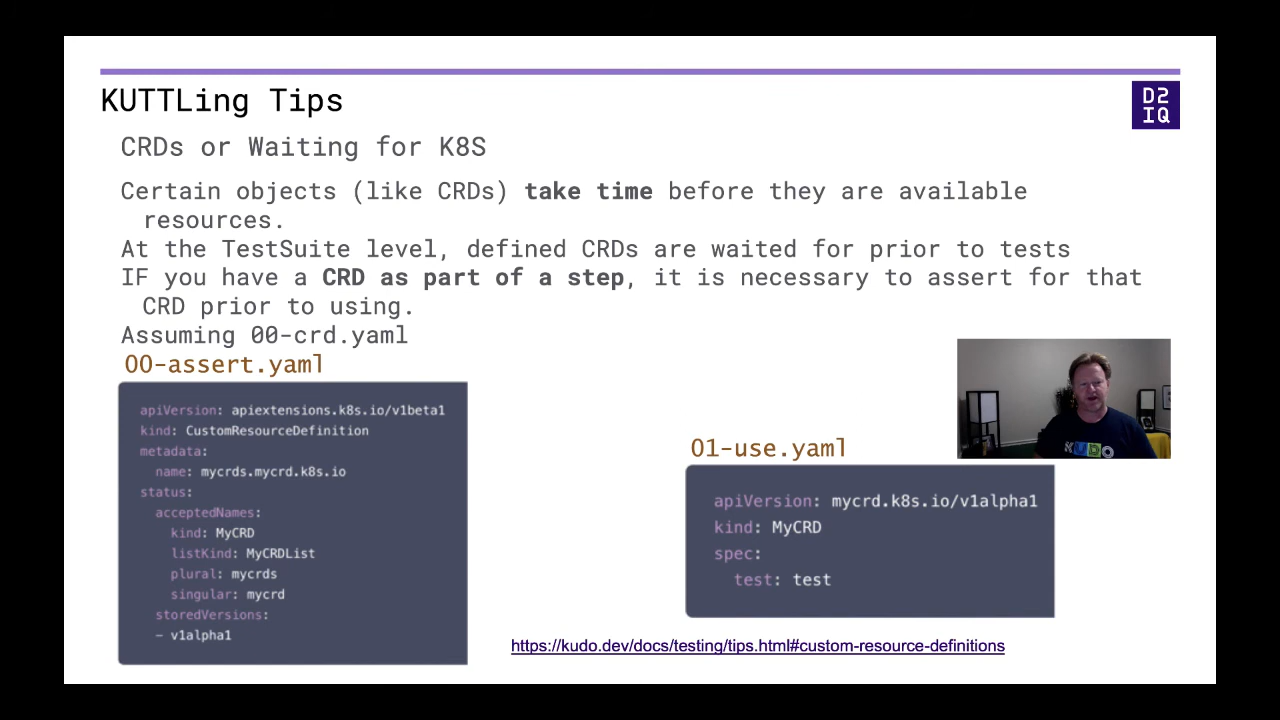 KUTTLing Tips
D2
IQ
CRDs or Waiting for K8S
Certain objects (like CRDs) take time before they are available
resources.
At the TestSuite level, defined CRDs are waited for prior to tests
IF you have a CRD as part of a step, it is necessary to assert for that
CRD prior to using.
Assuming 00-crd.yaml
00-assert.yaml
apiVersion: apiextensions.k8s.io/v1beta1
kind: CustomResourceDefinition
metadata:
name: mycrds.mycrd.k8s.io
status:
acceptedNames:
kind: MyCRD
listKind: MyCRDList
plural: mycrds
singular: mycrd
storedVersions:
- v1alpha1
01-use.yaml
apiVersion: mycrd.k8s.io/v1alpha1
kind: MyCRD
spec:
test: test
KUDO
https://kudo.dev/docs/testing/tips.html#custom-resource-definitions